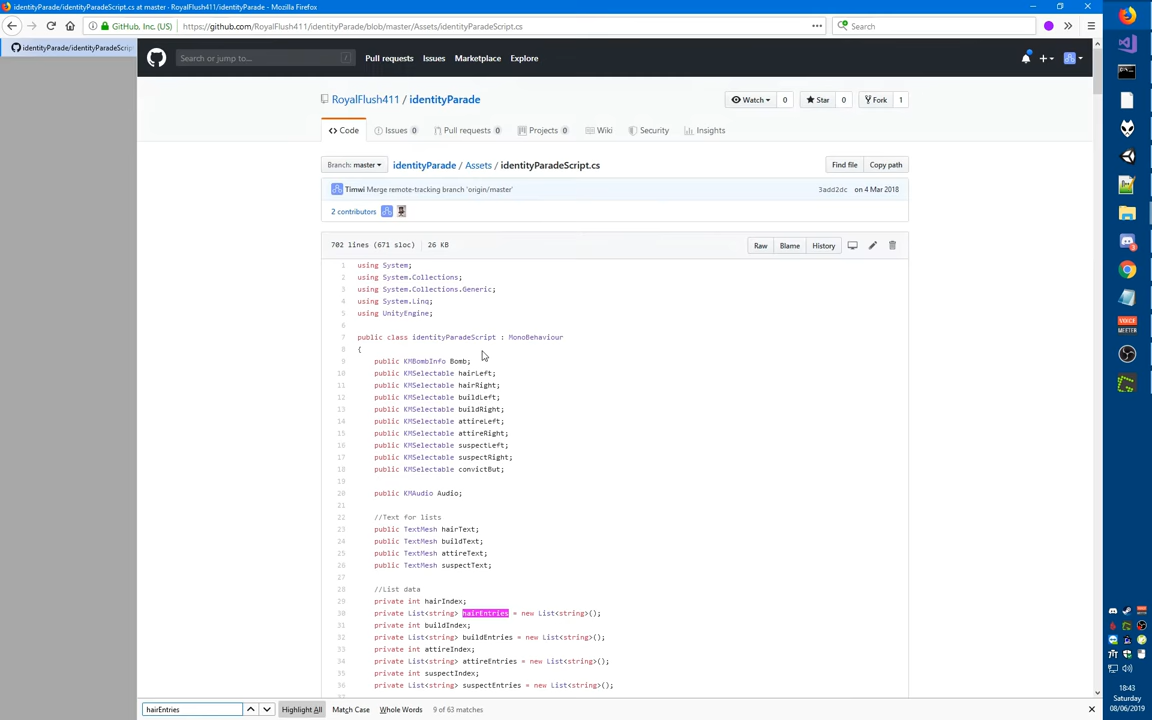 identityParade/identityParadeScript.cs at master · RoyalFlush411/identityParade - Mozilla Firefox
GitHub, Inc. (US)
https://github.com/RoyalFlush411/identityParade/blob/master/Assets/identityParadeScript.cs
Search
identityParade/identityParadeScrip
Search or jump to...
/
Pull requests
Issues
Marketplace
Explore
RoyalFlush411 / identityParade
Watch 0
Star 0
Fork 1
Code
Issues 0
Pull requests 0
Projects 0
Wiki
Security
Insights
Branch: master
identityParade / Assets / identityParadeScript.cs
Find file
Copy path
Timwi Merge remote-tracking branch 'origin/master'
3add2dc on 4 Mar 2018
2 contributors
702 lines (671 sloc) | 26 KB
Raw
Blame
History
1 using System;
2 using System.Collections;
3 using System.Collections.Generic;
4 using System.Linq;
5 using UnityEngine;
6
7 public class identityParadeScript : MonoBehaviour
8 {
9 public KMBombInfo Bomb;
10 public KMSelectable hairLeft;
11 public KMSelectable hairRight;
12 public KMSelectable buildLeft;
13 public KMSelectable buildRight;
14 public KMSelectable attireLeft;
15 public KMSelectable attireRight;
16 public KMSelectable suspectLeft;
17 public KMSelectable suspectRight;
18 public KMSelectable convictBut;
19
20 public KMAudio Audio;
21
22 //Text for lists
23 public TextMesh hairText;
24 public TextMesh buildText;
25 public TextMesh attireText;
26 public TextMesh suspectText;
27
28 //List data
29 private int hairIndex;
30 private List<string> hairEntries = new List<string>();
31 private int buildIndex;
32 private List<string> buildEntries = new List<string>();
33 private int attireIndex;
34 private List<string> attireEntries = new List<string>();
35 private int suspectIndex;
36 private List<string> suspectEntries = new List<string>();
hairEntries
Highlight All
Match Case
Whole Words
9 of 63 matches
VOICE
MEETER
18:43
Saturday
08/06/2019